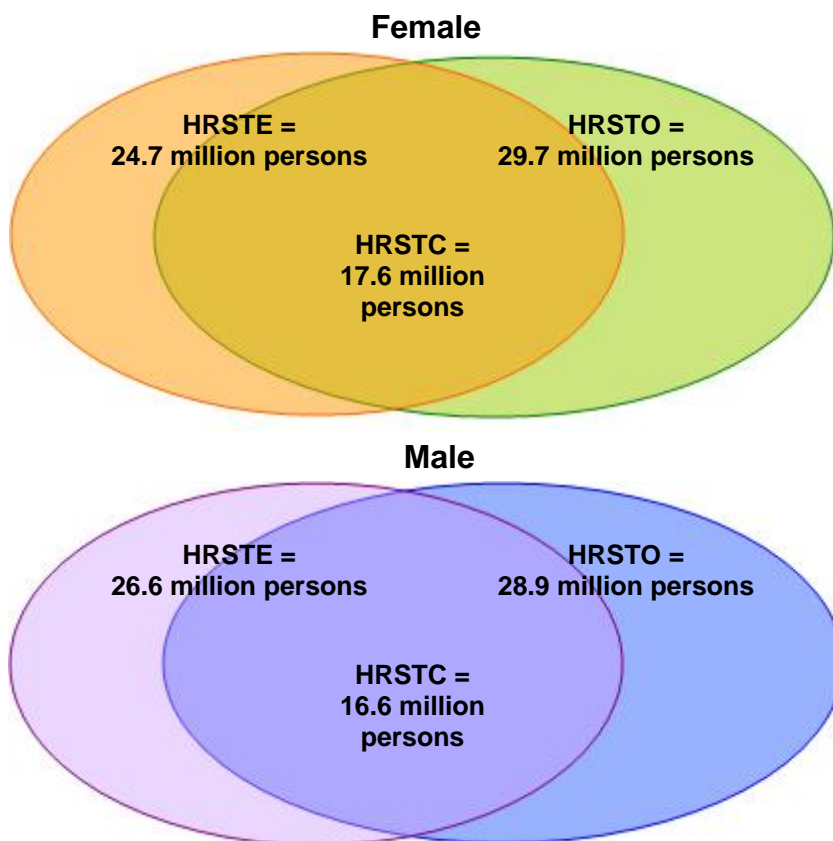 Female
HRSTE =
24.7 million persons
HRSTO =
29.7 million persons
HRSTC =
17.6 million
persons
Male
HRSTE =
26.6 million persons
HRSTO =
28.9 million persons
HRSTC =
16.6 million
persons